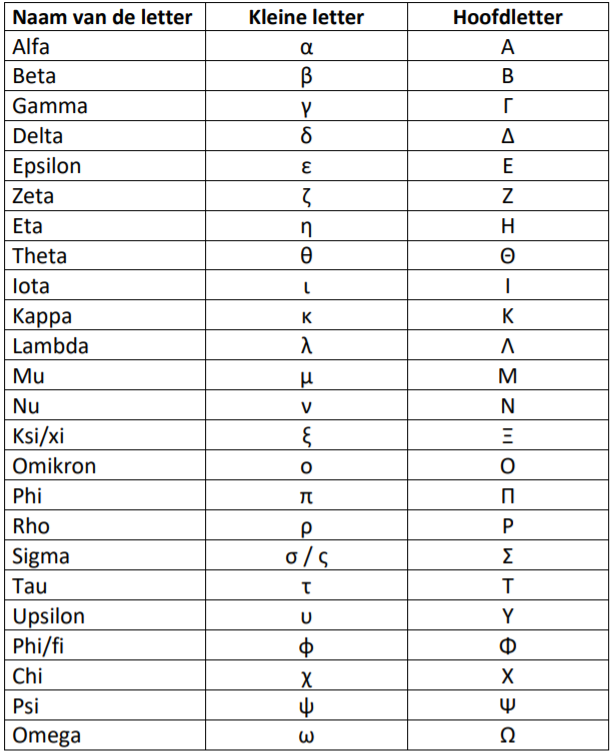 Naam van de letter Kleine letter Hoofdletter
Alfa α Α
Beta β Β
Gamma γ Γ
Delta δ Δ
Epsilon ε Ε
Zeta ζ Ζ
Eta η Η
Theta θ Θ
Iota ι Ι
Kappa κ Κ
Lambda λ Λ
Mu μ Μ
Nu ν Ν
Ksi/xi ξ Ξ
Omikron ο Ο
Phi π Π
Rho ρ Ρ
Sigma σ / ς Σ
Tau τ Τ
Upsilon υ Υ
Phi/fi φ Φ
Chi χ Χ
Psi ψ Ψ
Omega ω Ω